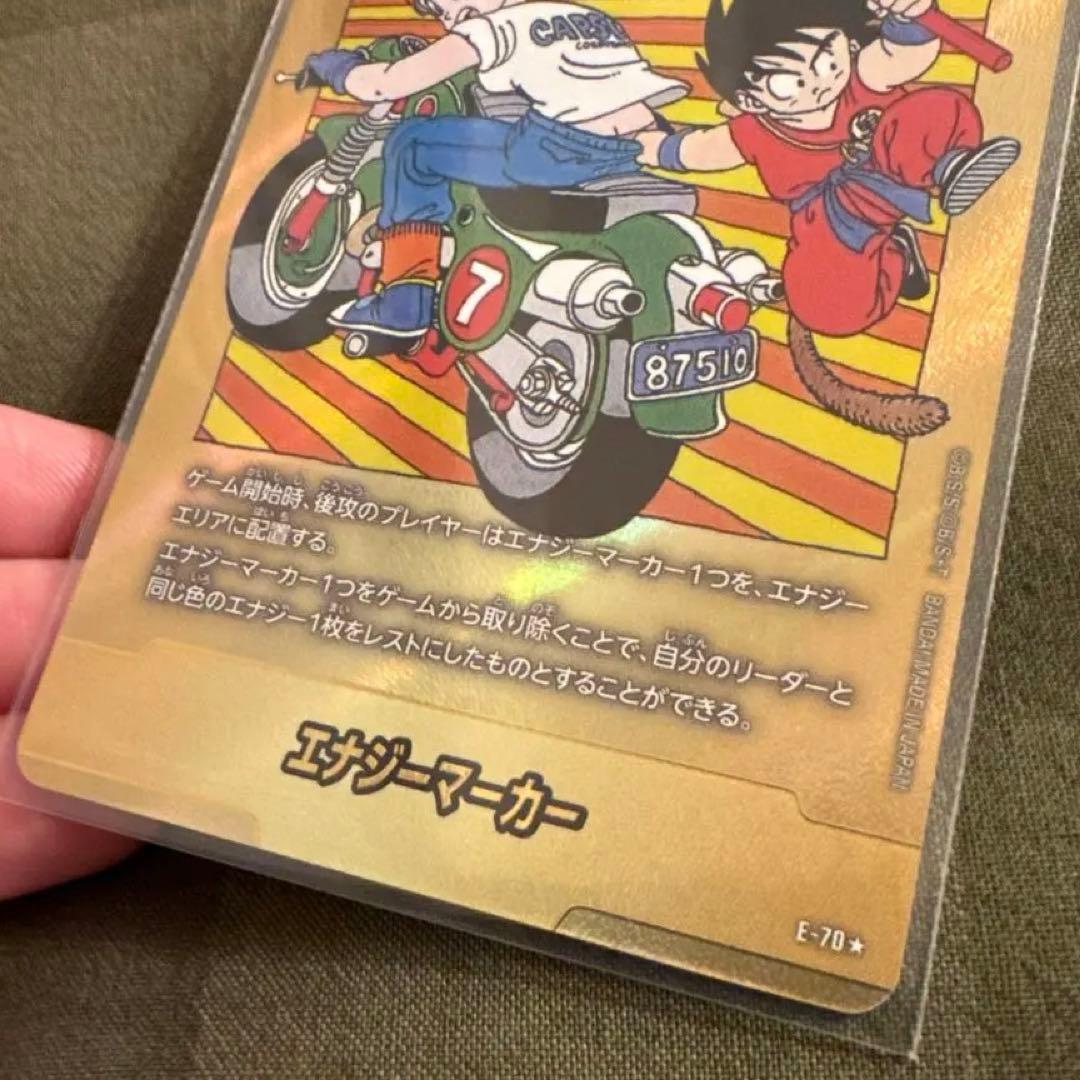 CAPS
7
87510
ゲーム開始時、後攻のプレイヤーはエナジーマーカー1つを、エナジー
エリアに配置する。
エナジーマーカー1つをゲームから取り除くことで、自分のリーダーと
同じ色のエナジー1枚をレストにしたものとすることができる。
エナジーマーカー
E-70★
©B/S/S ©B/S･T BANDAI MADE IN JAPAN